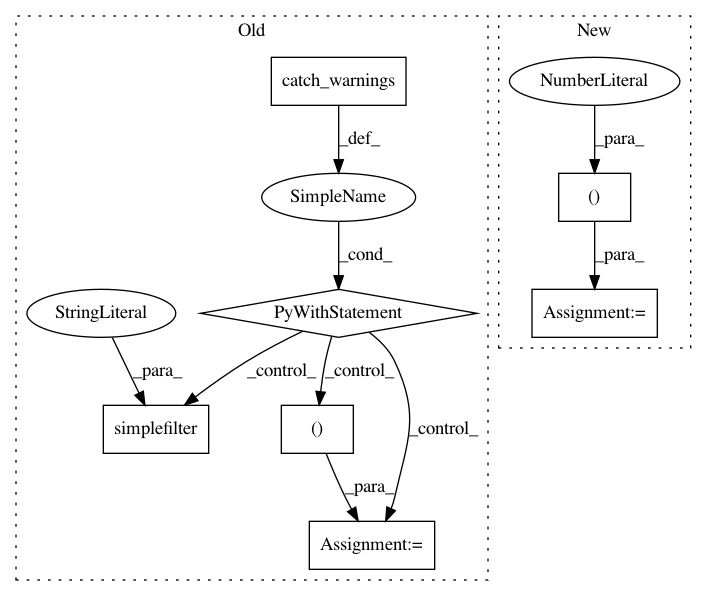 Old
New
catch_warnings
NumberLiteral
_def_
_para_
SimpleName
()
_cond_
_para_
StringLiteral
PyWithStatement
Assignment:=
_para_
_control_
_control_
_control_
simplefilter
()
_para_
Assignment:=